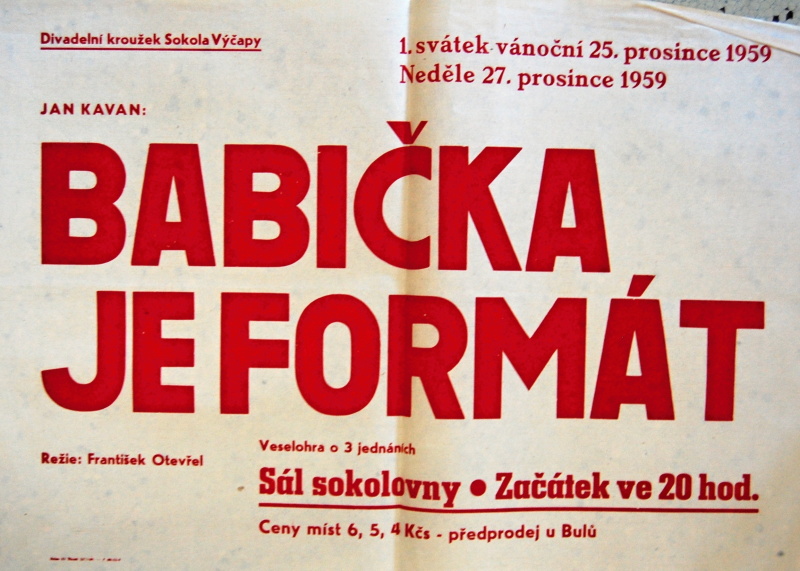 Divadelní kroužek Sokola Výčapy
1. svátek vánoční 25. prosince 1959
Neděle 27. prosince 1959
JAN KAVAN:
BABIČKA
JE FORMÁT
Režie: František Otevřel
Veselohra o 3 jednáních
Sál sokolovny • Začátek ve 20 hod.
Ceny míst 6, 5, 4 Kčs - předprodej u Bulů